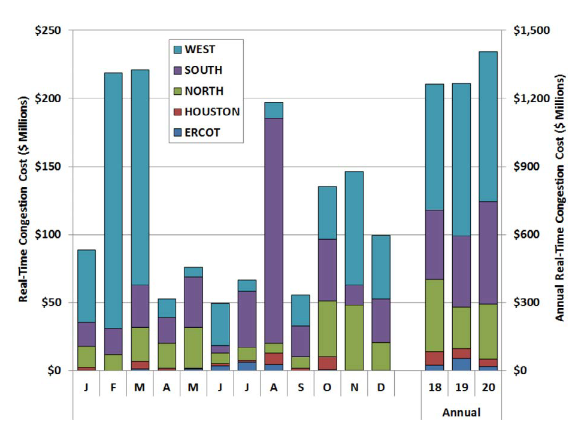 $250
$200
$150
$100
$50
$0
Real-Time Congestion Cost ($ Millions)
WEST
SOUTH
NORTH
HOUSTON
ERCOT
$1,500
$1,200
$900
$600
$300
$0
Annual Real-Time Congestion Cost ($ Millions)
J F M A M J J A S O N D 18 19 20
Annual